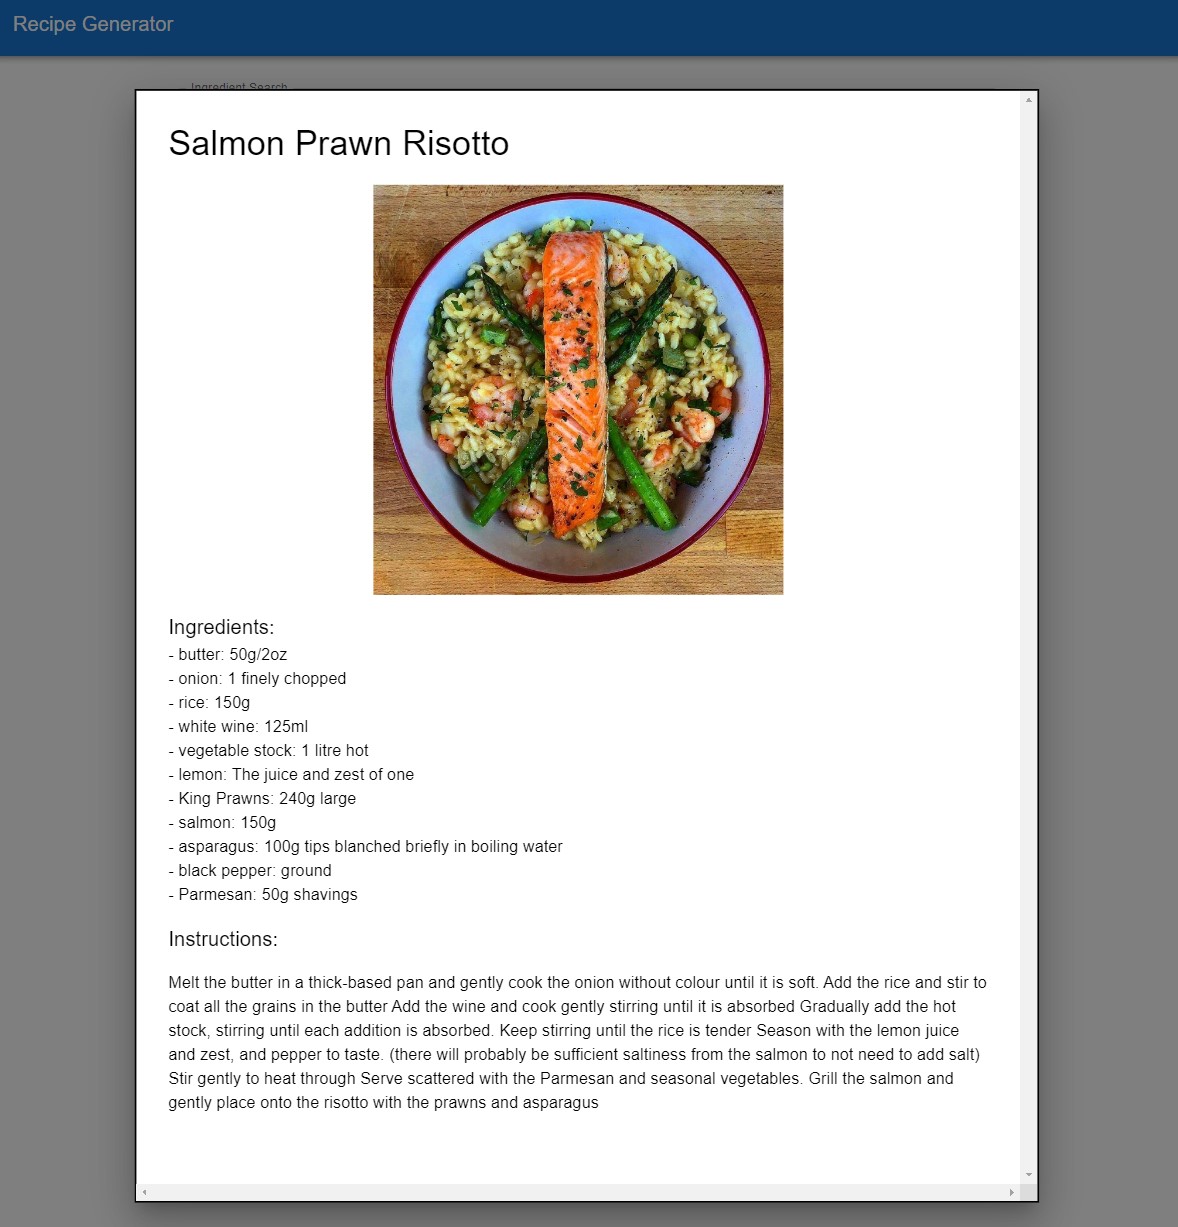 Recipe Generator
Ingredient Search
Salmon Prawn Risotto
Ingredients:
- butter: 50g/2oz
- onion: 1 finely chopped
- rice: 150g
- white wine: 125ml
- vegetable stock: 1 litre hot
- lemon: The juice and zest of one
- King Prawns: 240g large
- salmon: 150g
- asparagus: 100g tips blanched briefly in boiling water
- black pepper: ground
- Parmesan: 50g shavings
Instructions:
Melt the butter in a thick-based pan and gently cook the onion without colour until it is soft. Add the rice and stir to
coat all the grains in the butter Add the wine and cook gently stirring until it is absorbed Gradually add the hot
stock, stirring until each addition is absorbed. Keep stirring until the rice is tender Season with the lemon juice
and zest, and pepper to taste. (there will probably be sufficient saltiness from the salmon to not need to add salt)
Stir gently to heat through Serve scattered with the Parmesan and seasonal vegetables. Grill the salmon and
gently place onto the risotto with the prawns and asparagus